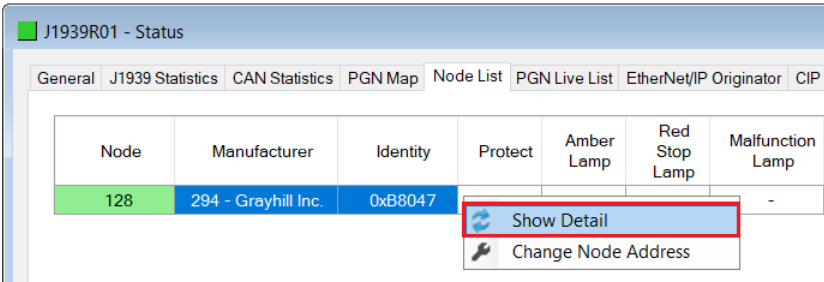 J1939R01 - Status
General J1939 Statistics CAN Statistics PGN Map Node List PGN Live List EtherNet/IP Originator CIP
Node Manufacturer Identity Protect Amber Lamp Red Stop Lamp Malfunction Lamp
128 294 - Grayhill Inc. 0xB8047 -
Show Detail
Change Node Address